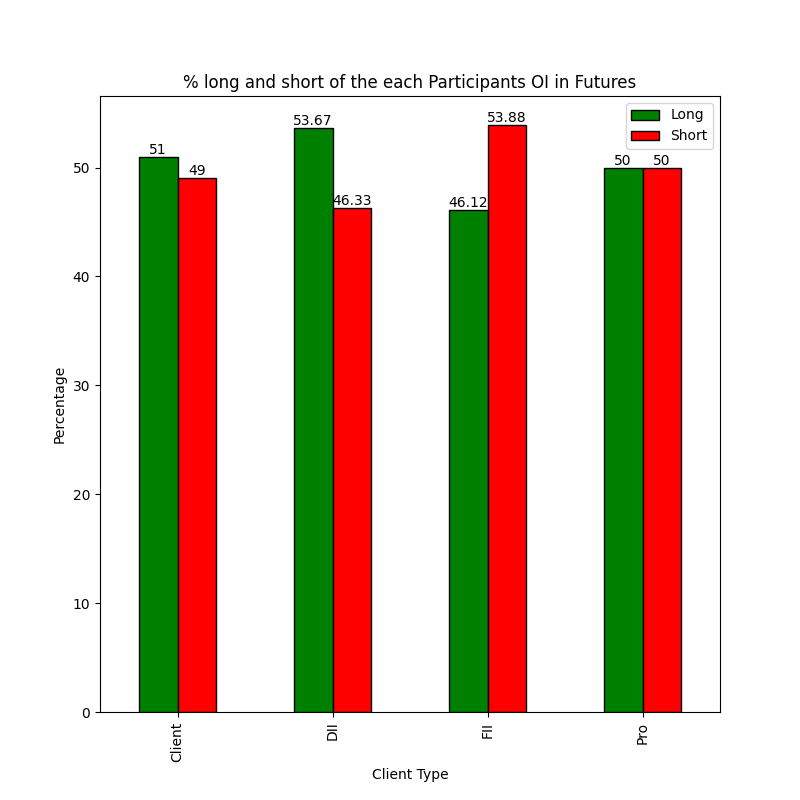 % long and short of the each Participants OI in Futures
Long
Short
51
49
53.67
46.33
46.12
53.88
50
50
50
40
30
20
10
0
Percentage
Client
DII
FII
Pro
Client Type